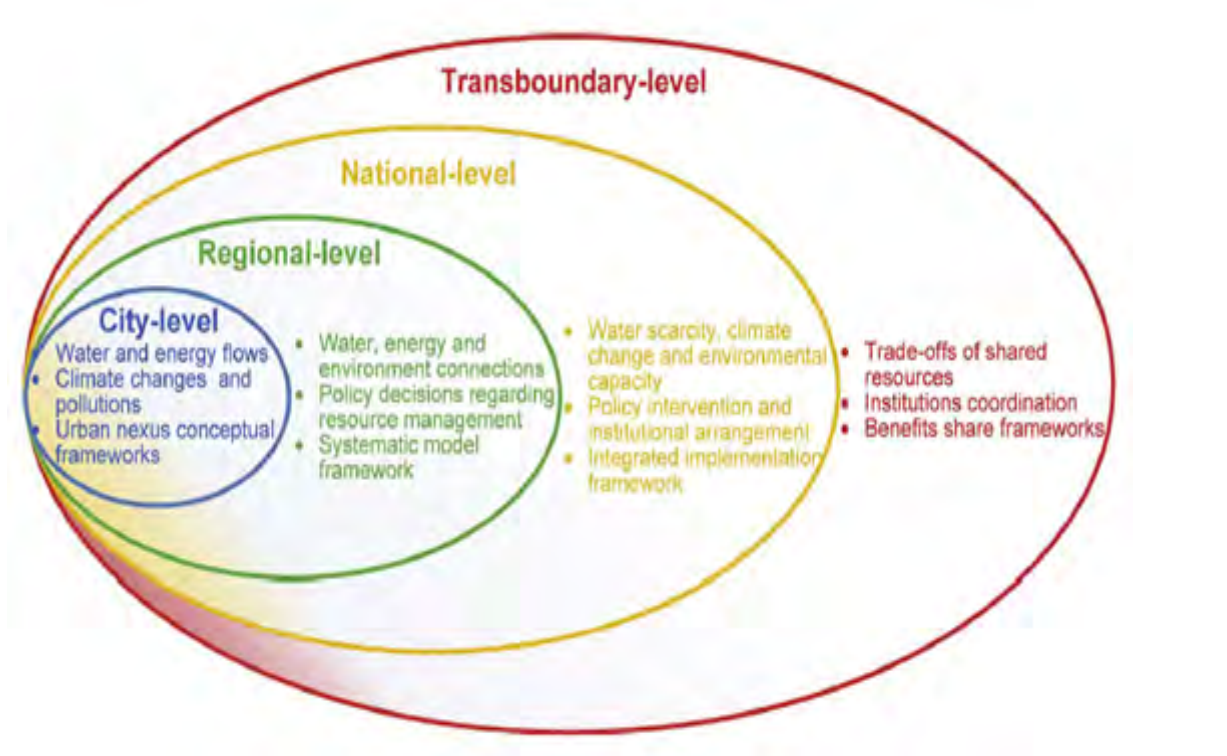 Transboundary-level
National-level
Regional-level
City-level
Water and energy flows
• Climate changes and
pollutions
• Urban nexus conceptual
frameworks
• Water, energy and
environment connections
• Policy decisions regarding
resource management
• Systematic model
framework
• Water scarcity, climate
change and environmental
capacity
• Policy intervention and
institutional arrangement
• Integrated implementation
framework
• Trade-offs of shared
resources
• Institutions coordination
• Benefits share frameworks